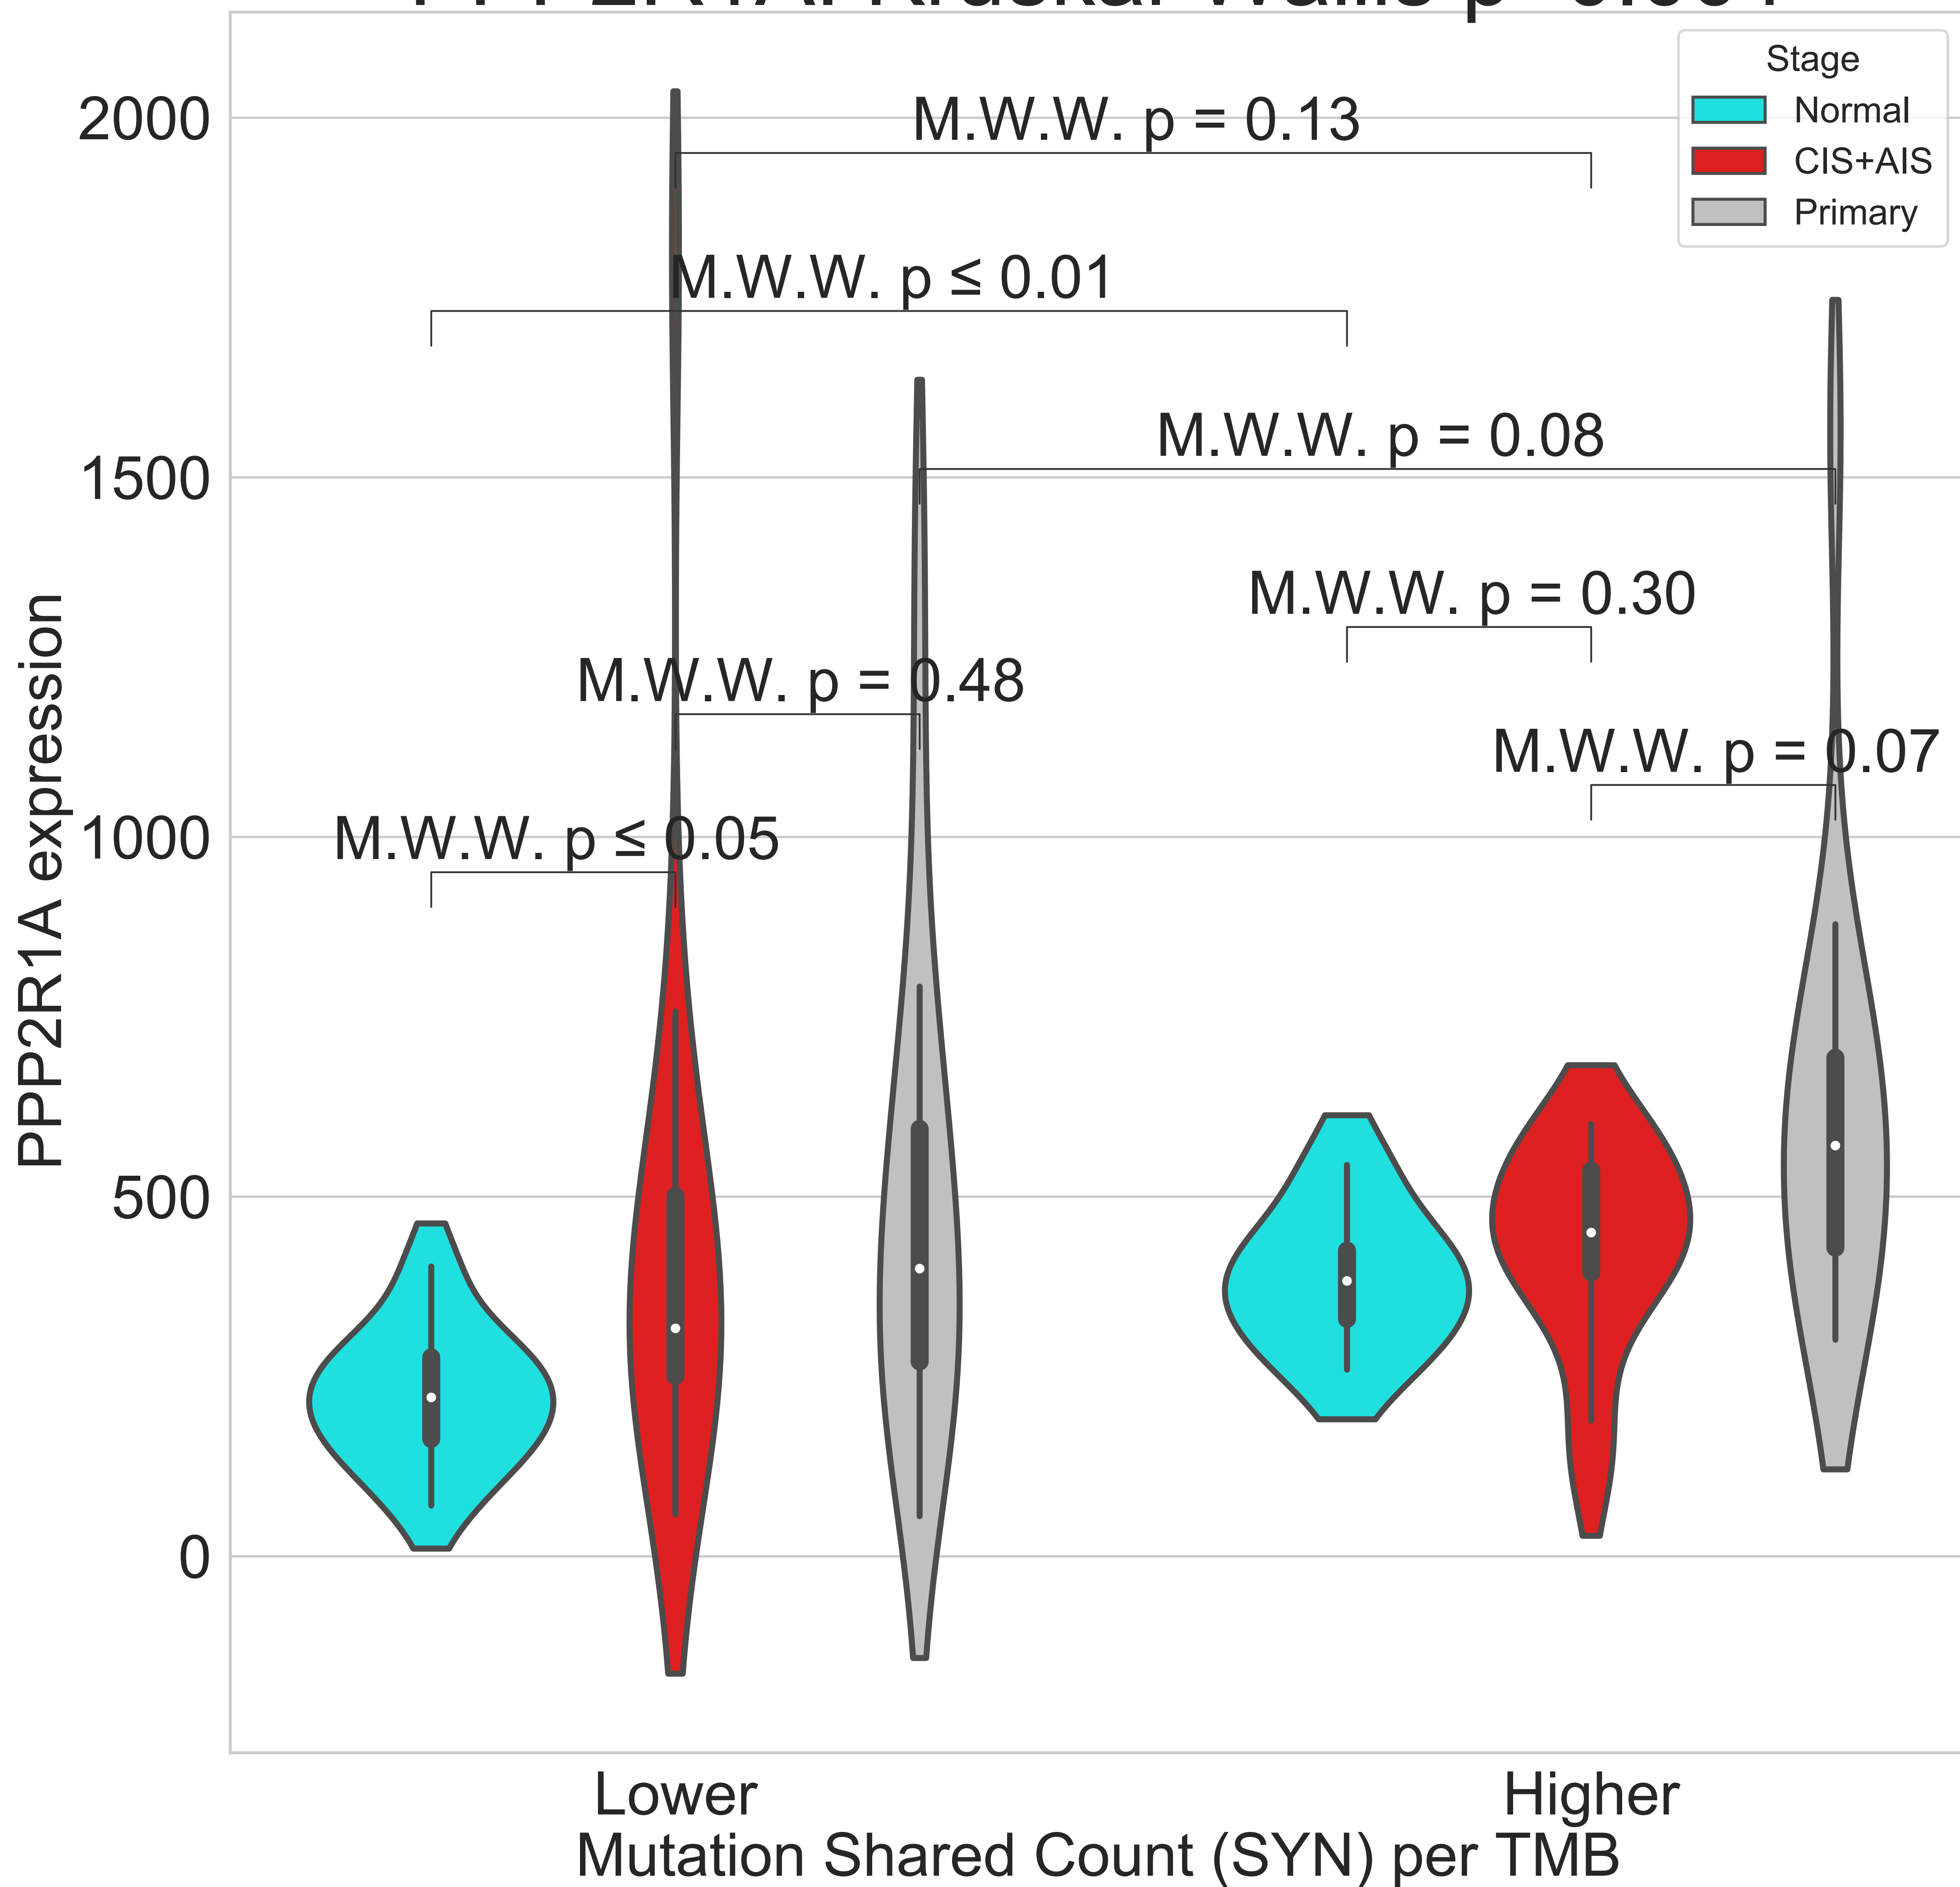 Stage
Normal
CIS+AIS
Primary
M.W.W. p = 0.13
M.W.W. p ≤ 0.01
M.W.W. p = 0.08
M.W.W. p = 0.30
M.W.W. p = 0.48
M.W.W. p = 0.07
M.W.W. p ≤ 0.05
2000
1500
1000
500
0
PPP2R1A expression
Lower
Higher
Mutation Shared Count (SYN) per TMB